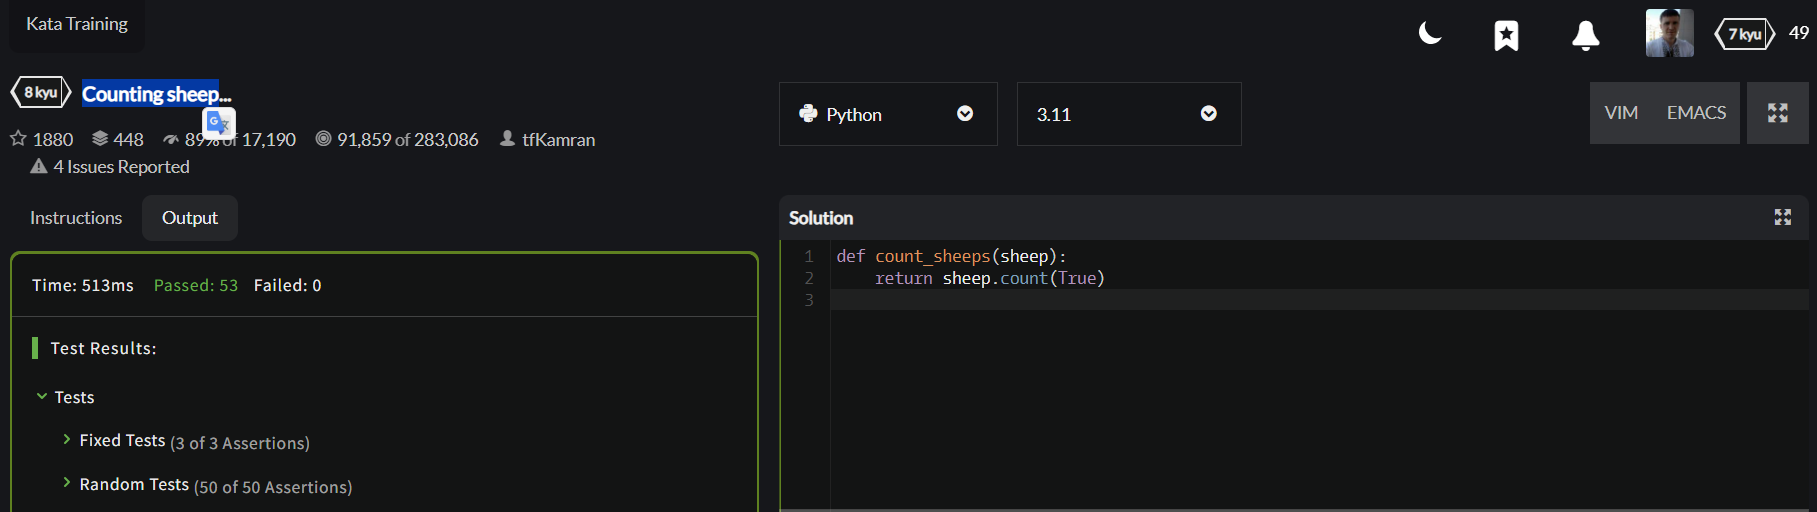 Kata Training
7 kyu 49
8 kyu Counting sheep...
1880 448 89% of 17,190 91,859 of 283,086 tfKamran
4 Issues Reported
Python 3.11 VIM EMACS
Instructions Output
Time: 513ms Passed: 53 Failed: 0
Test Results:
Tests
Fixed Tests (3 of 3 Assertions)
Random Tests (50 of 50 Assertions)
Solution
1 def count_sheeps(sheep):
2     return sheep.count(True)
3